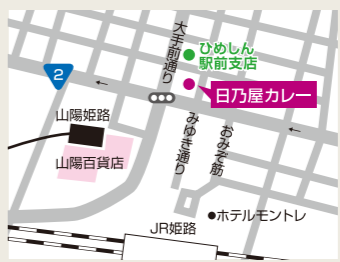 大手前通り
ひめしん
駅前支店
2
←
日乃屋カレー
山陽姫路
みゆき通り
おみぞ筋
←
山陽百貨店
●ホテルモントレ
JR姫路